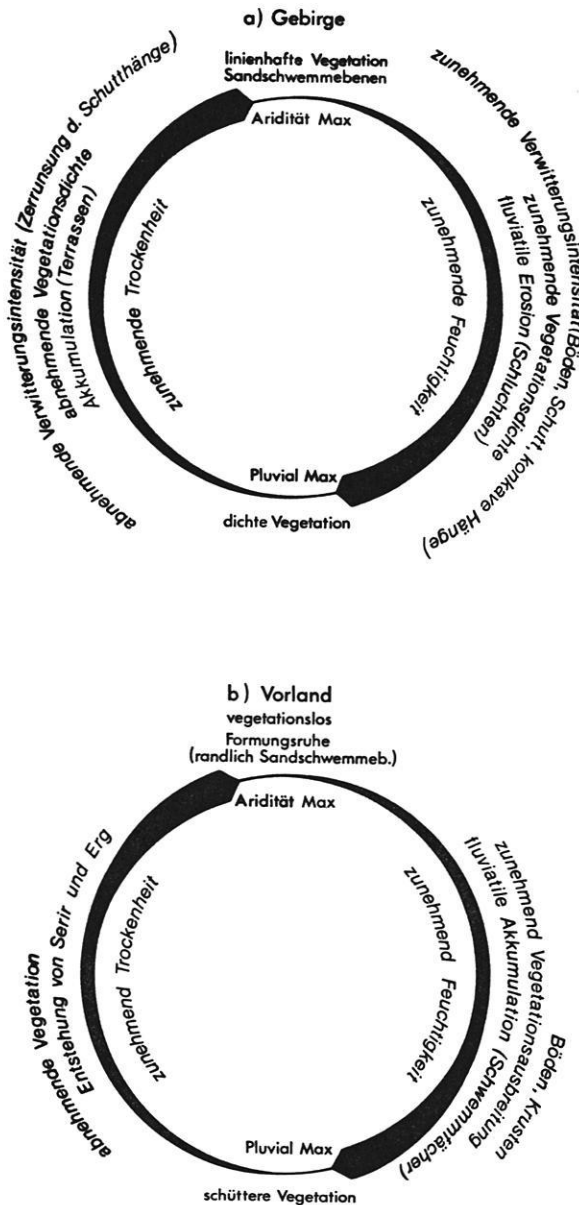 a) Gebirge
linienhafte Vegetation
Sandschwemmebenen
Aridität Max
abnehmende Verwitterungsintensität (Zerrunsung d. Schutthänge)
abnehmende Vegetationsdichte
Akkumulation (Terrassen)
zunehmende Trockenheit
zunehmende Feuchtigkeit
zunehmende Verwitterungsintensität (Böden, Schutt, konkave Hänge)
zunehmende Vegetationsdichte
fluviatile Erosion (Schluchten)
Pluvial Max
dichte Vegetation
b) Vorland
vegetationslos
Formungsruhe
(randlich Sandschwemmeb.)
Aridität Max
abnehmende Vegetation
Entstehung von Serir und Erg
zunehmend Trockenheit
zunehmend Feuchtigkeit
Böden, Krusten
zunehmend Vegetationsausbreitung
fluviatile Akkumulation (Schwemmfächer)
Pluvial Max
schüttere Vegetation